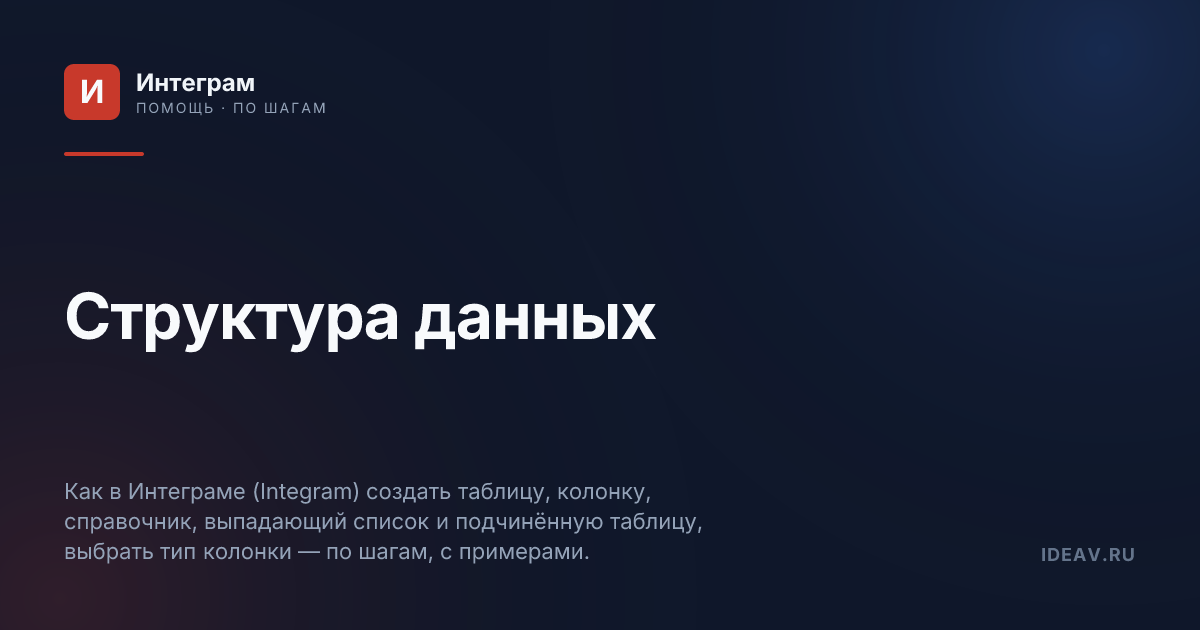 И
Интеграм
ПОМОЩЬ · ПО ШАГАМ
Структура данных
Как в Интеграме (Integram) создать таблицу, колонку,
справочник, выпадающий список и подчинённую таблицу,
выбрать тип колонки — по шагам, с примерами.
IDEAV.RU